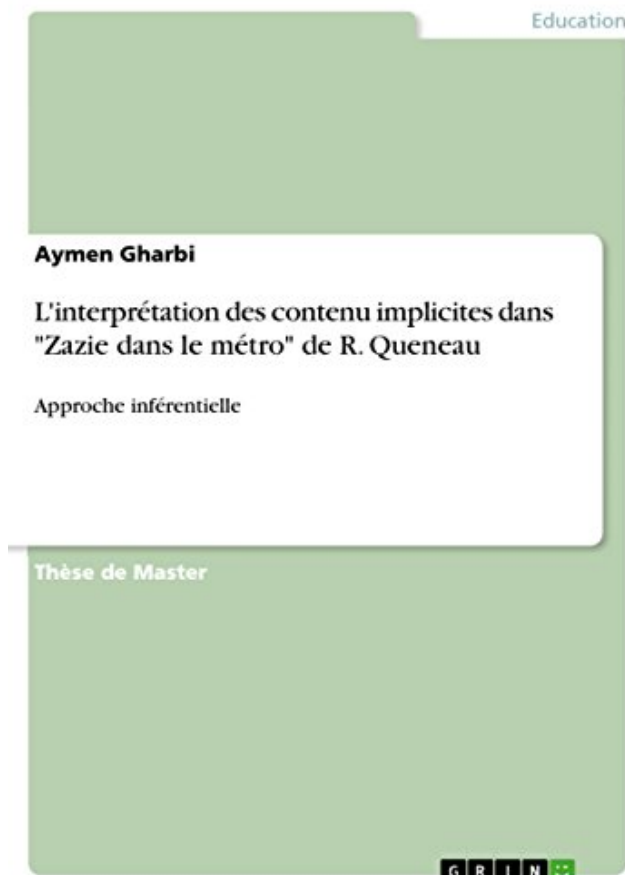 Education
Aymen Gharbi
L'interprétation des contenu implicites dans
"Zazie dans le métro" de R. Queneau
Approche inférentielle
Thèse de Master
GRIN